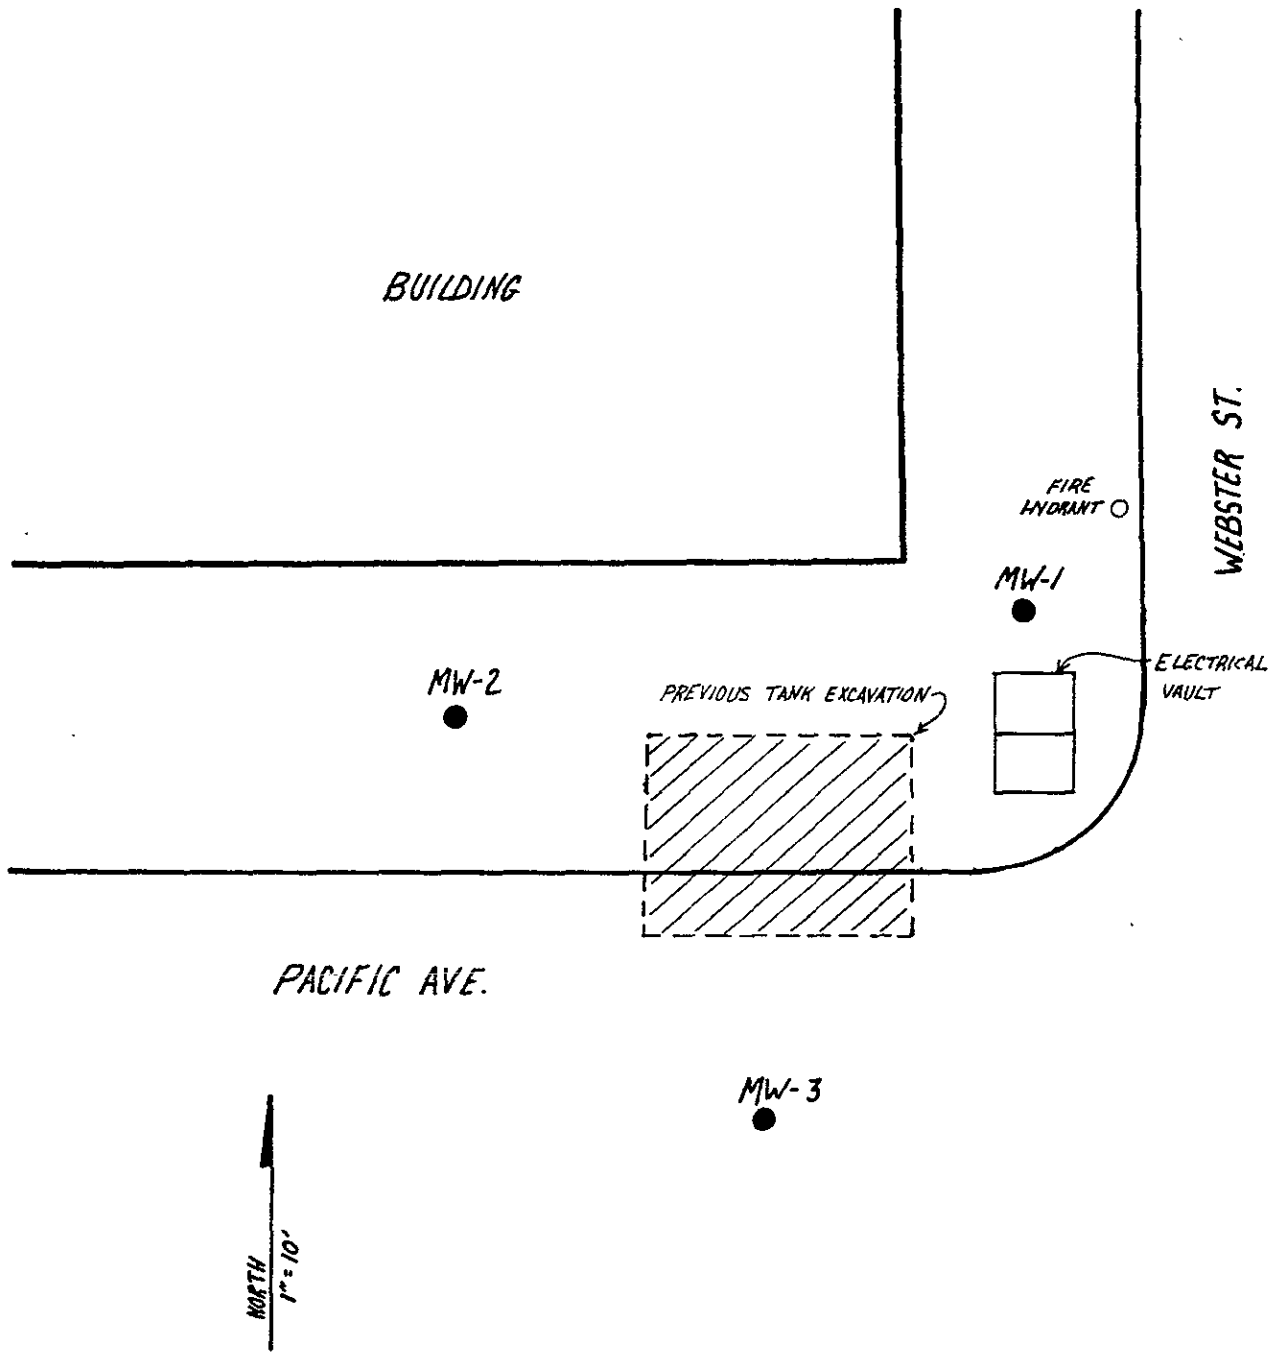 BUILDING
WEBSTER ST.
FIRE
HYDRANT
MW-1
ELECTRICAL
VAULT
MW-2
PREVIOUS TANK EXCAVATION
PACIFIC AVE.
MW-3
NORTH
1"=10'